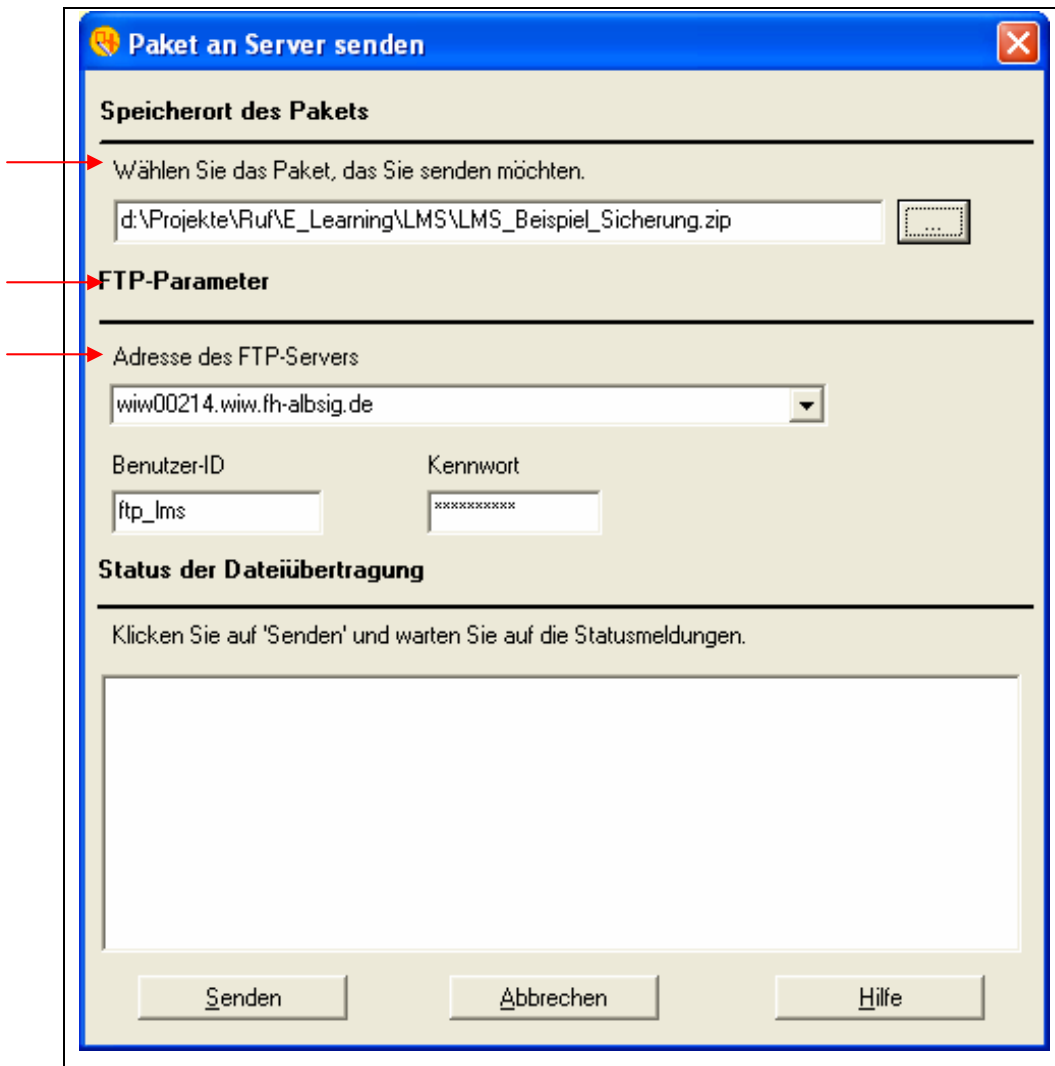 Paket an Server senden
Speicherort des Pakets
Wählen Sie das Paket, das Sie senden möchten.
d:\Projekte\Ruf\E_Learning\LMS\LMS_Beispiel_Sicherung.zip
...
FTP-Parameter
Adresse des FTP-Servers
wiw00214.wiw.fh-albsig.de
Benutzer-ID Kennwort
ftp_lms **********
Status der Dateiübertragung
Klicken Sie auf 'Senden' und warten Sie auf die Statusmeldungen.
Senden Abbrechen Hilfe